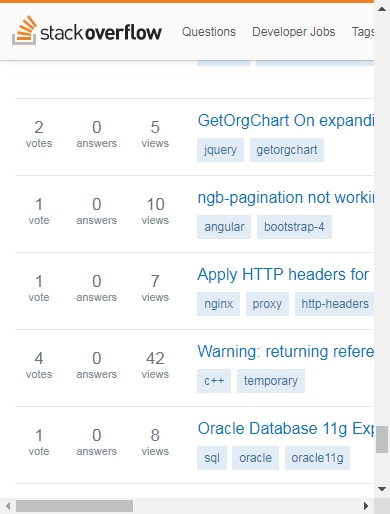 stackoverflow Questions Developer Jobs Tags
2 0 5 GetOrgChart On expandi
votes answers views jquery getorgchart
1 0 10 ngb-pagination not workin
vote answers views angular bootstrap-4
1 0 7 Apply HTTP headers for
vote answers views nginx proxy http-headers
4 0 42 Warning: returning refere
votes answers views c++ temporary
1 0 8 Oracle Database 11g Exp
vote answers views sql oracle oracle11g